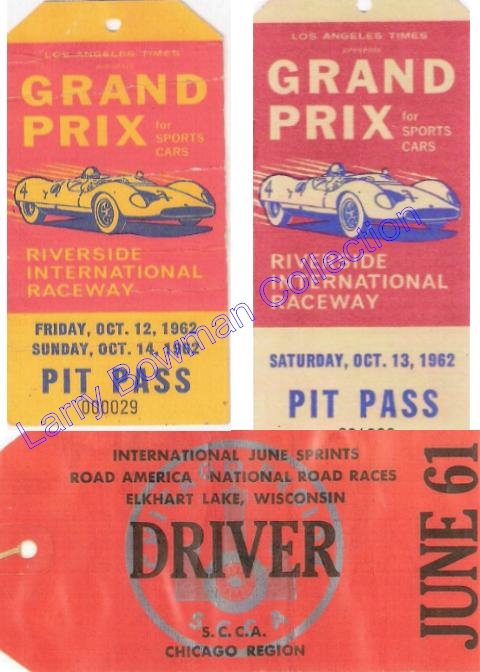 LOS ANGELES TIMES
presents
GRAND
PRIX
for
SPORTS
CARS
4
RIVERSIDE
INTERNATIONAL
RACEWAY
FRIDAY, OCT. 12, 1962
SUNDAY, OCT. 14, 1962
PIT PASS
000029
LOS ANGELES TIMES
presents
GRAND
PRIX
for
SPORTS
CARS
4
RIVERSIDE
INTERNATIONAL
RACEWAY
SATURDAY, OCT. 13, 1962
PIT PASS
Larry Bowman Collection
INTERNATIONAL JUNE SPRINTS
ROAD AMERICA - NATIONAL ROAD RACES
ELKHART LAKE, WISCONSIN
DRIVER
S.C.C.A.
S.C.C.A.
CHICAGO REGION
JUNE 61